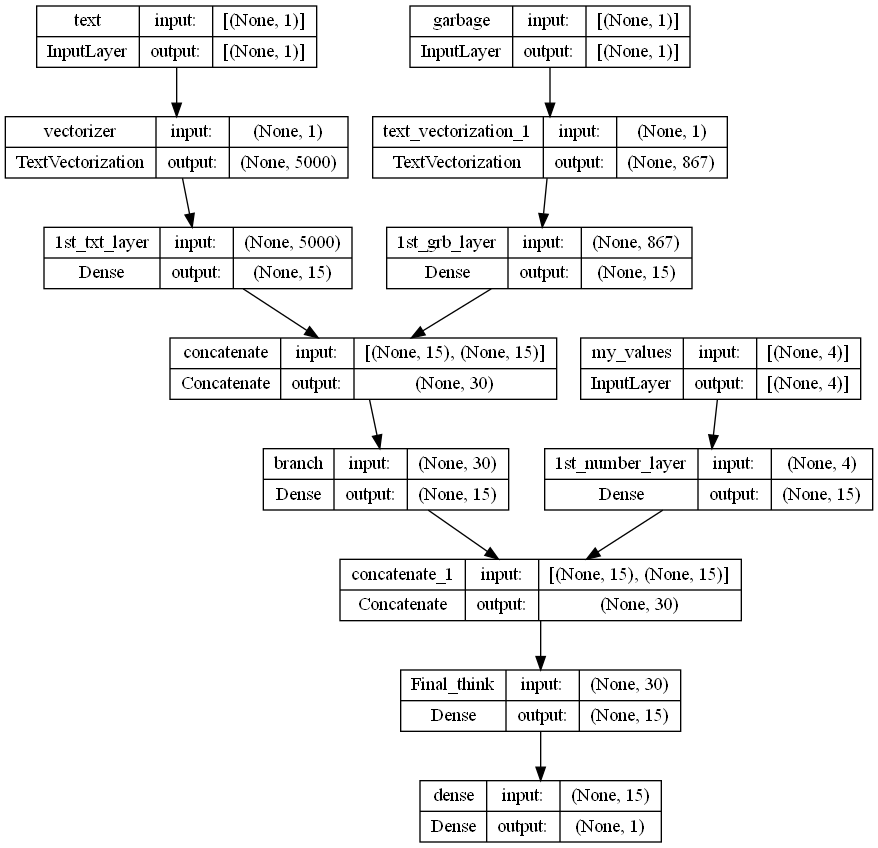 text input: [(None, 1)]
InputLayer output: [(None, 1)]
garbage input: [(None, 1)]
InputLayer output: [(None, 1)]
vectorizer input: (None, 1)
TextVectorization output: (None, 5000)
text_vectorization_1 input: (None, 1)
TextVectorization output: (None, 867)
1st_txt_layer input: (None, 5000)
Dense output: (None, 15)
1st_grb_layer input: (None, 867)
Dense output: (None, 15)
concatenate input: [(None, 15), (None, 15)]
Concatenate output: (None, 30)
my_values input: [(None, 4)]
InputLayer output: [(None, 4)]
branch input: (None, 30)
Dense output: (None, 15)
1st_number_layer input: (None, 4)
Dense output: (None, 15)
concatenate_1 input: [(None, 15), (None, 15)]
Concatenate output: (None, 30)
Final_think input: (None, 30)
Dense output: (None, 15)
dense input: (None, 15)
Dense output: (None, 1)